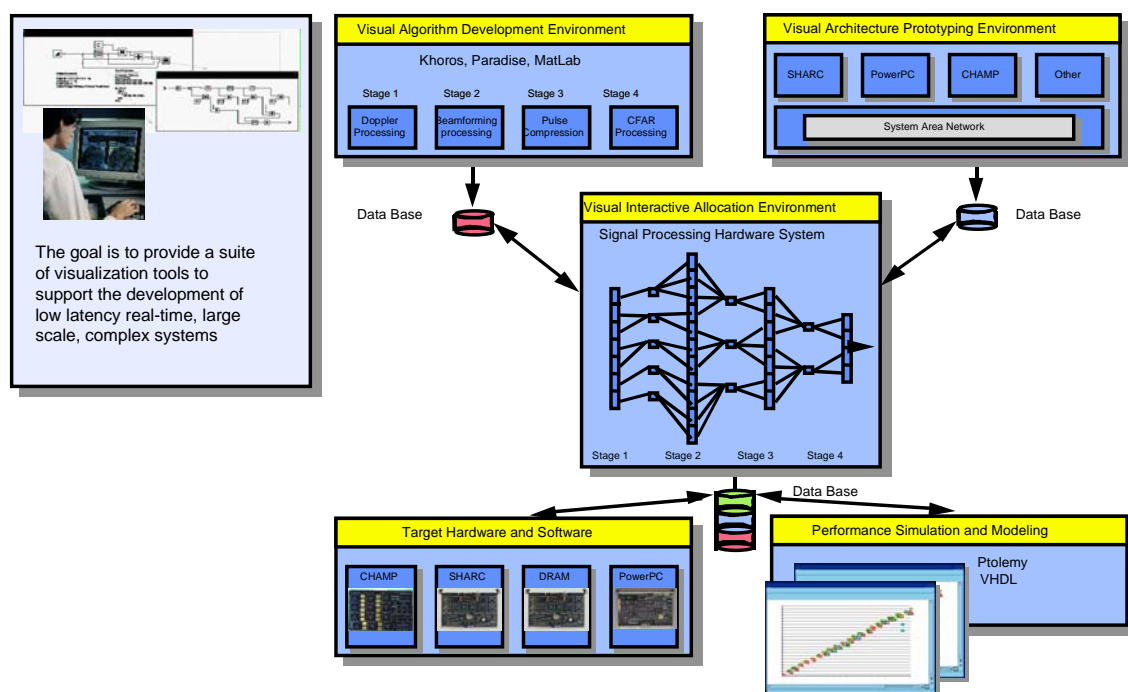 The goal is to provide a suite
of visualization tools to
support the development of
low latency real-time, large
scale, complex systems
Visual Algorithm Development Environment
Khoros, Paradise, MatLab
Stage 1 Stage 2 Stage 3 Stage 4
Doppler
Processing
Beamforming
processing
Pulse
Compression
CFAR
Processing
Visual Architecture Prototyping Environment
SHARC PowerPC CHAMP Other
System Area Network
Data Base
Data Base
Visual Interactive Allocation Environment
Signal Processing Hardware System
Stage 1 Stage 2 Stage 3 Stage 4
Data Base
Target Hardware and Software
CHAMP SHARC DRAM PowerPC
Performance Simulation and Modeling
Ptolemy
VHDL